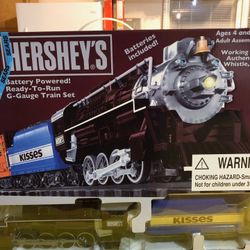 HERSHEY'S
Battery Powered!
Ready-To-Run
G-Gauge Train Set
Batteries
included!
Ages 4 and
Adult Assem
Working
Authen
Whistle,
Kisses
WARNI
CHOKING HAZARD-Sma
Not for children under 3
KISSES